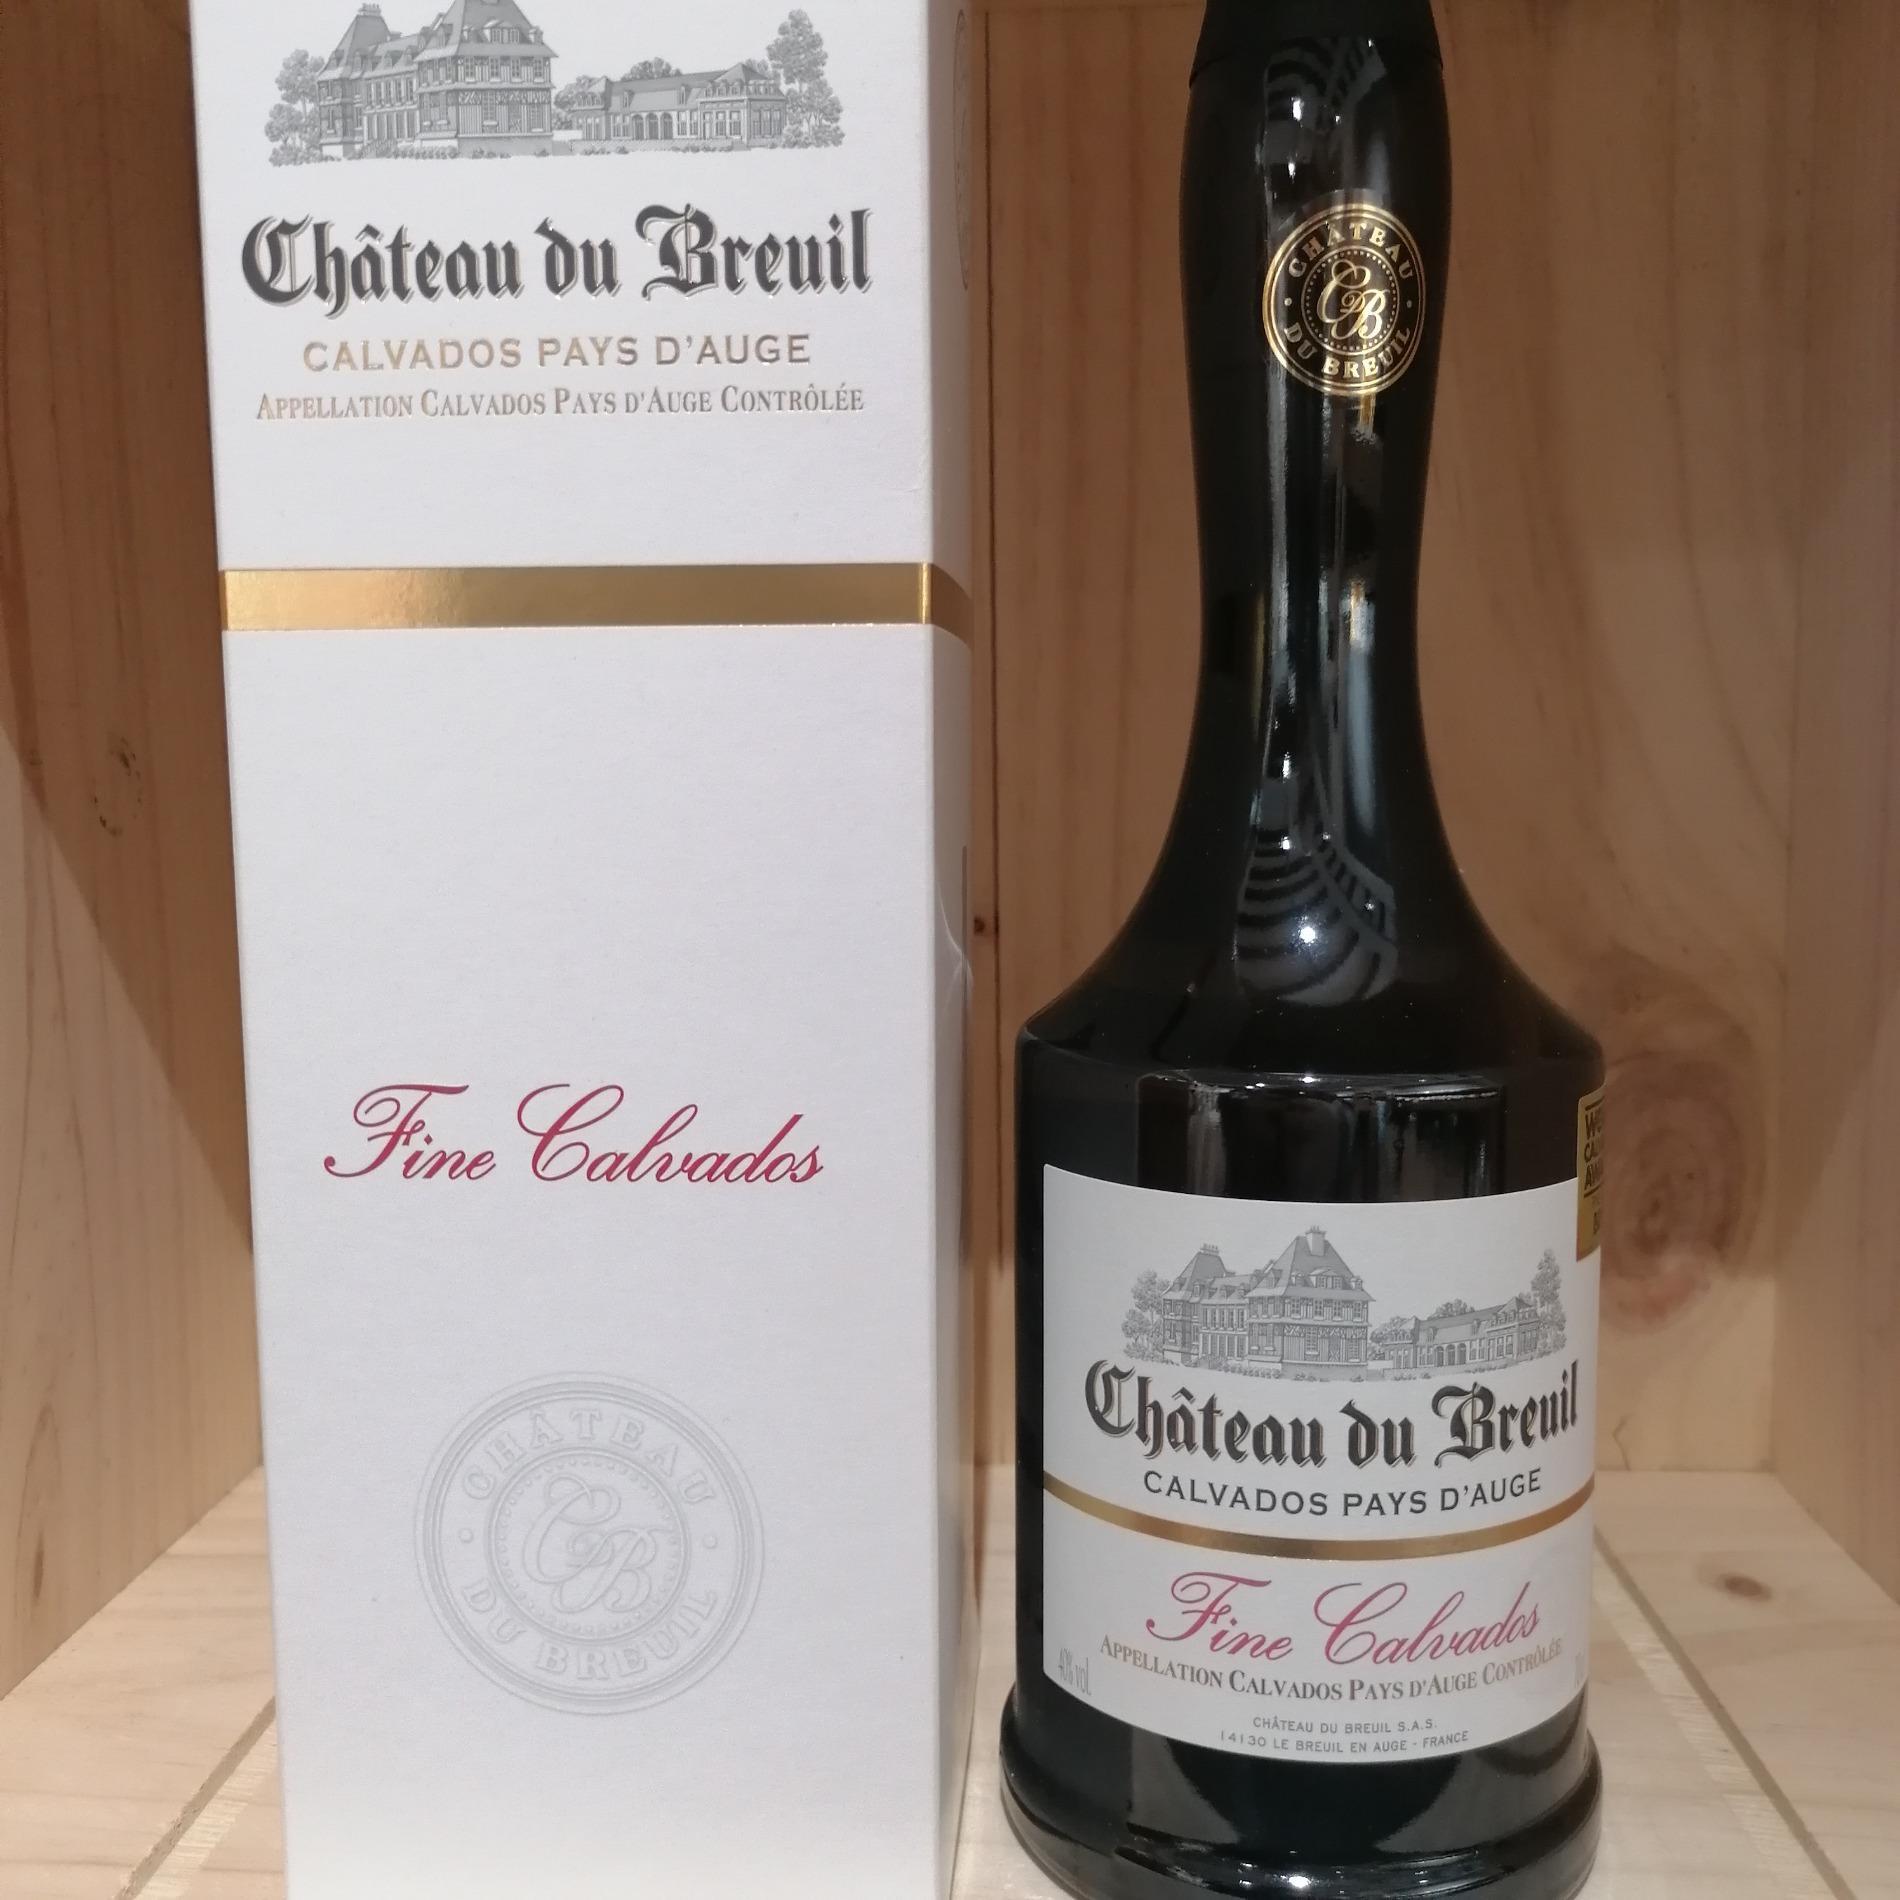 Château du Breuil
CALVADOS PAYS D'AUGE
APPELLATION CALVADOS PAYS D'AUGE CONTRÔLÉE
Fine Calvados
CHÂTEAU
CB
DU BREUIL
CHÂTEAU
CB
DU BREUIL
Château du Breuil
CALVADOS PAYS D'AUGE
Fine Calvados
APPELLATION CALVADOS PAYS D'AUGE CONTRÔLÉE
40% vol.
CHÂTEAU DU BREUIL S.A.S.
14130 LE BREUIL EN AUGE - FRANCE